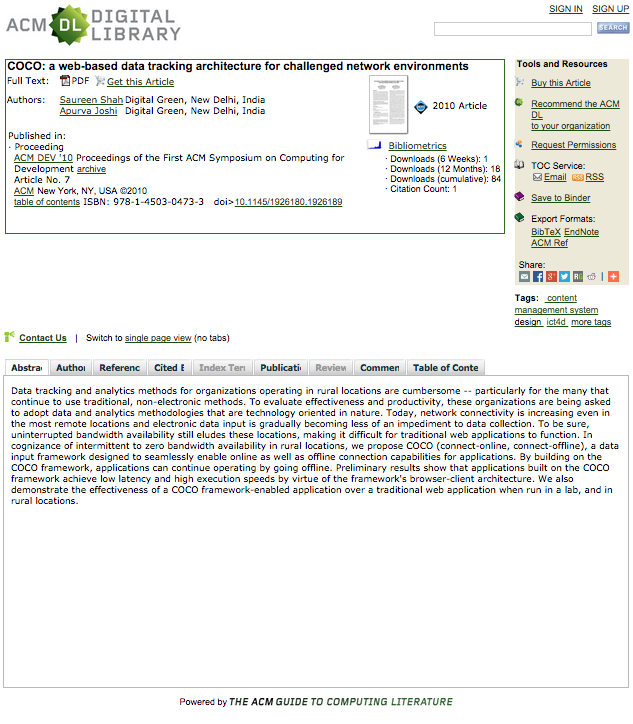 SIGN IN SIGN UP
ACM DL DIGITAL LIBRARY
SEARCH
COCO: a web-based data tracking architecture for challenged network environments
Full Text: PDF Get this Article
Authors: Saureen Shah Digital Green, New Delhi, India
Apurva Joshi Digital Green, New Delhi, India
2010 Article
Published in:
· Proceeding
ACM DEV '10 Proceedings of the First ACM Symposium on Computing for
Development archive
Article No. 7
ACM New York, NY, USA ©2010
table of contents ISBN: 978-1-4503-0473-3 doi>10.1145/1926180.1926189
Bibliometrics
· Downloads (6 Weeks): 1
· Downloads (12 Months): 18
· Downloads (cumulative): 84
· Citation Count: 1
Tools and Resources
Buy this Article
Recommend the ACM
DL
to your organization
Request Permissions
TOC Service:
Email RSS
Save to Binder
Export Formats:
BibTeX EndNote
ACM Ref
Share:
Tags: content
management system
design ict4d more tags
Contact Us | Switch to single page view (no tabs)
Abstra Autho Referenc Cited E Index Ter Publicati Review Commen Table of Conte
Data tracking and analytics methods for organizations operating in rural locations are cumbersome -- particularly for the many that
continue to use traditional, non-electronic methods. To evaluate effectiveness and productivity, these organizations are being asked
to adopt data and analytics methodologies that are technology oriented in nature. Today, network connectivity is increasing even in
the most remote locations and electronic data input is gradually becoming less of an impediment to data collection. To be sure,
uninterrupted bandwidth availability still eludes these locations, making it difficult for traditional web applications to function. In
cognizance of intermittent to zero bandwidth availability in rural locations, we propose COCO (connect-online, connect-offline), a data
input framework designed to seamlessly enable online as well as offline connection capabilities for applications. By building on the
COCO framework, applications can continue operating by going offline. Preliminary results show that applications built on the COCO
framework achieve low latency and high execution speeds by virtue of the framework's browser-client architecture. We also
demonstrate the effectiveness of a COCO framework-enabled application over a traditional web application when run in a lab, and in
rural locations.
Powered by THE ACM GUIDE TO COMPUTING LITERATURE